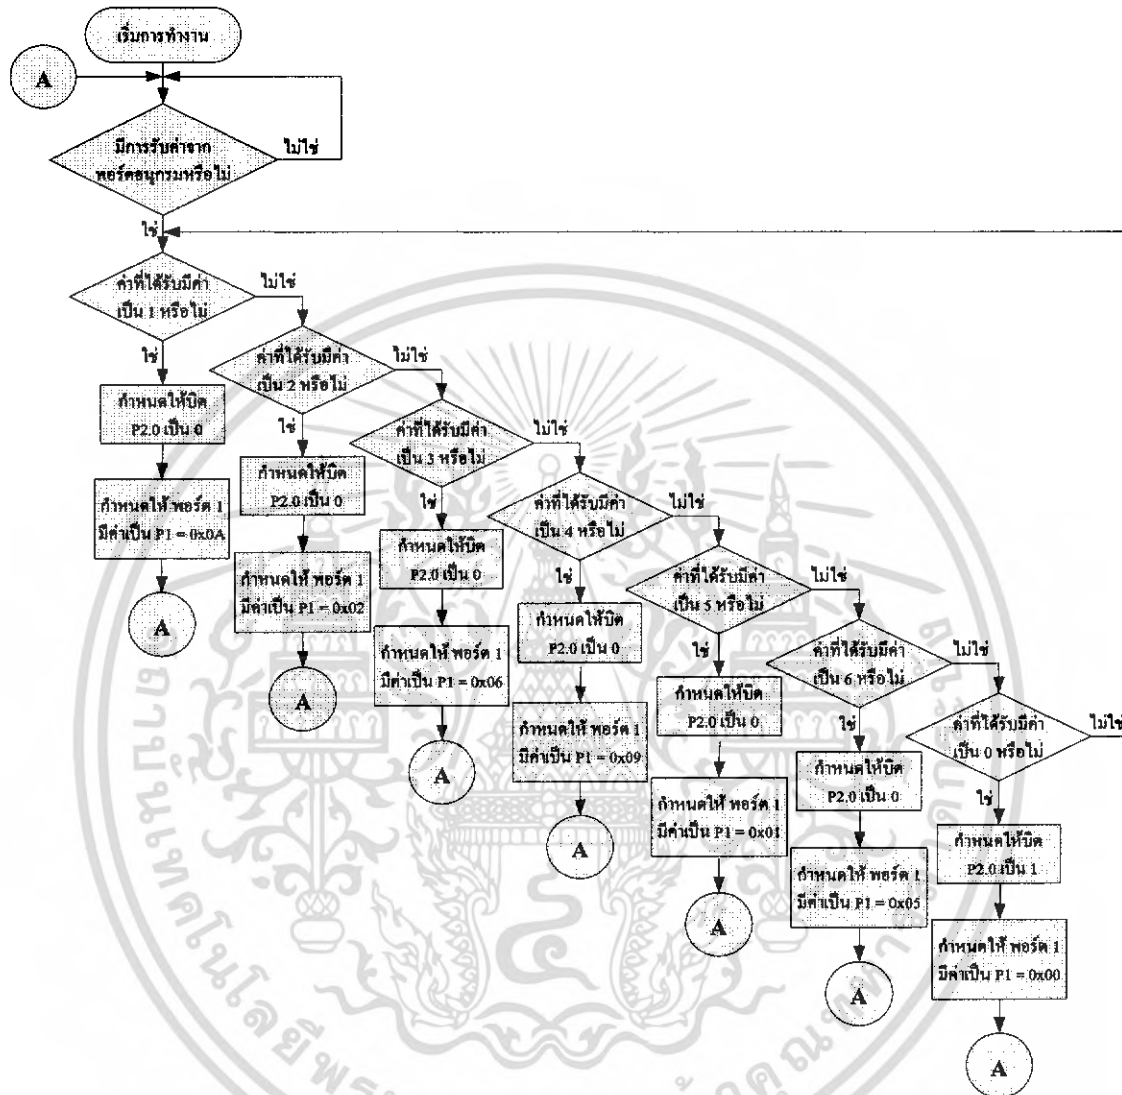 เริ่มการทำงาน
A
มีการรับค่าจาก
พอร์ตอนุกรมหรือไม่
ไม่ใช่
ใช่
ค่าที่ได้รับมีค่า
เป็น 1 หรือไม่
ไม่ใช่
ใช่
กำหนดให้บิต
P2.0 เป็น 0
กำหนดให้ พอร์ต 1
มีค่าเป็น P1 = 0x0A
A
ค่าที่ได้รับมีค่า
เป็น 2 หรือไม่
ไม่ใช่
ใช่
กำหนดให้บิต
P2.0 เป็น 0
กำหนดให้ พอร์ต 1
มีค่าเป็น P1 = 0x02
A
ค่าที่ได้รับมีค่า
เป็น 3 หรือไม่
ไม่ใช่
ใช่
กำหนดให้บิต
P2.0 เป็น 0
กำหนดให้ พอร์ต 1
มีค่าเป็น P1 = 0x06
A
ค่าที่ได้รับมีค่า
เป็น 4 หรือไม่
ไม่ใช่
ใช่
กำหนดให้บิต
P2.0 เป็น 0
กำหนดให้ พอร์ต 1
มีค่าเป็น P1 = 0x09
A
ค่าที่ได้รับมีค่า
เป็น 5 หรือไม่
ไม่ใช่
ใช่
กำหนดให้บิต
P2.0 เป็น 0
กำหนดให้ พอร์ต 1
มีค่าเป็น P1 = 0x01
A
ค่าที่ได้รับมีค่า
เป็น 6 หรือไม่
ไม่ใช่
ใช่
กำหนดให้บิต
P2.0 เป็น 0
กำหนดให้ พอร์ต 1
มีค่าเป็น P1 = 0x05
A
ค่าที่ได้รับมีค่า
เป็น 0 หรือไม่
ไม่ใช่
ใช่
กำหนดให้บิต
P2.0 เป็น 1
กำหนดให้ พอร์ต 1
มีค่าเป็น P1 = 0x00
A